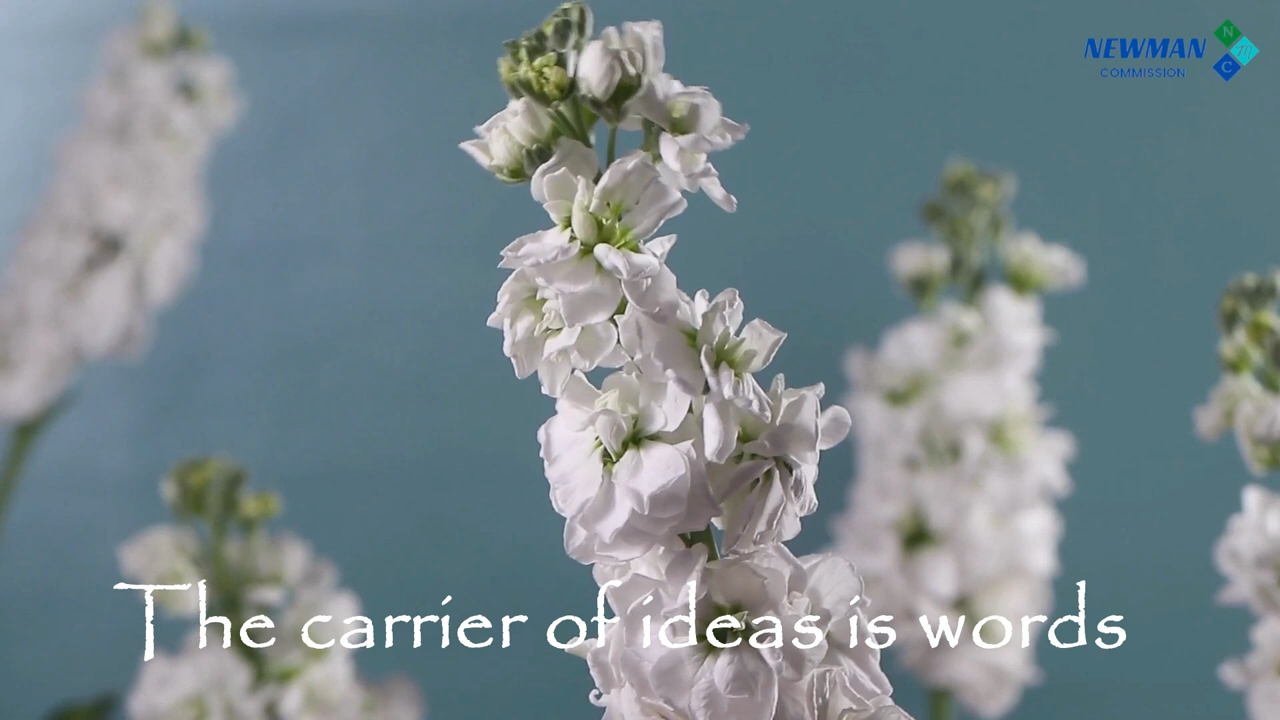 NEWMAN
COMMISSION
N
m
C
The carrier of ideas is words